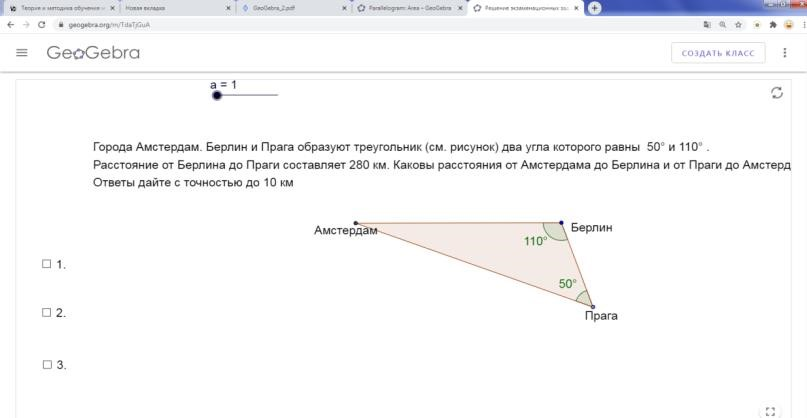 Теория и методика обучения и
Новая вкладка
GeoGebra_2.pdf
Parallelogram: Area – GeoGebra
Решение экзаменационных
geogebra.org/m/TdaTjGuA
GeoGebra
СОЗДАТЬ КЛАСС
a = 1
Города Амстердам. Берлин и Прага образуют треугольник (см. рисунок) два угла которого равны 50° и 110° .
Расстояние от Берлина до Праги составляет 280 км. Каковы расстояния от Амстердама до Берлина и от Праги до Амстерд
Ответы дайте с точностью до 10 км
Амстердам
Берлин
110°
50°
Прага
1.
2.
3.